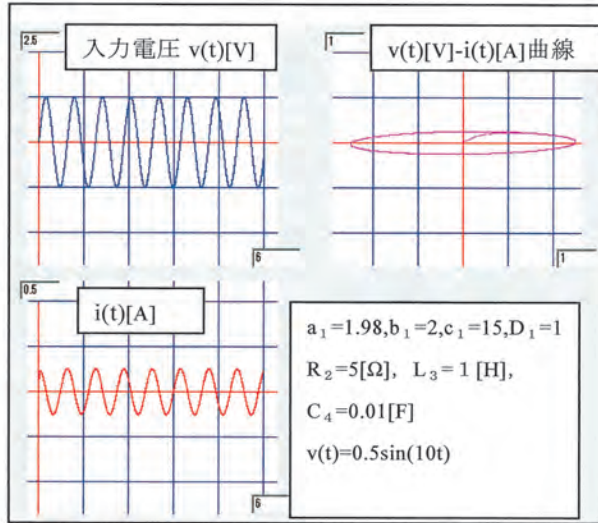 2.5
入力電圧 v(t)[V]
6
1
v(t)[V]-i(t)[A]曲線
1
0.5
i(t)[A]
6
a₁=1.98,b₁=2,c₁=15,D₁=1
R₂=5[Ω], L₃=1 [H],
C₄=0.01[F]
v(t)=0.5sin(10t)